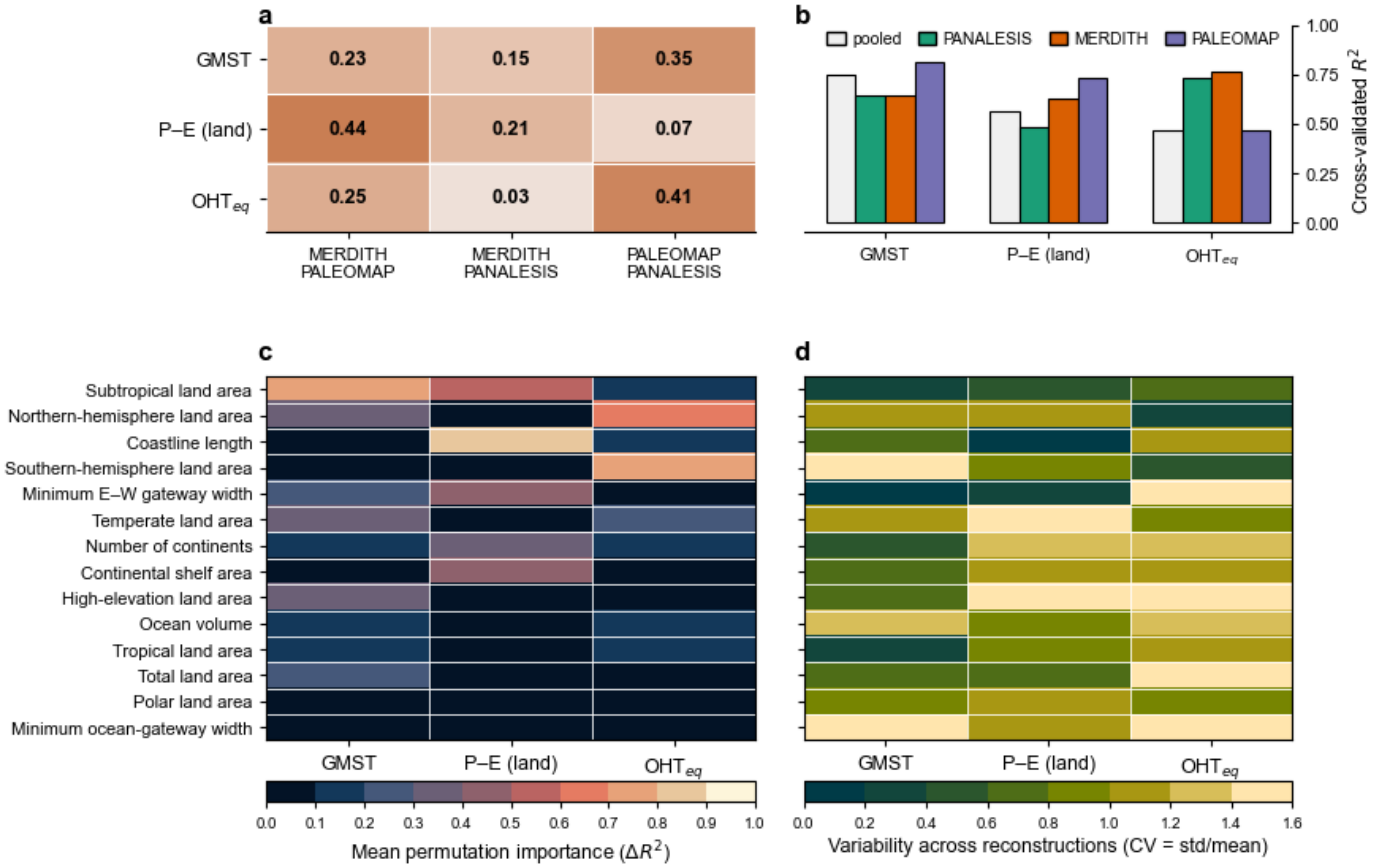 a
GMST
0.23
0.15
0.35
P–E (land)
0.44
0.21
0.07
OHTeq
0.25
0.03
0.41
MERDITH
PALEOMAP
MERDITH
PANALESIS
PALEOMAP
PANALESIS
b
pooled
PANALESIS
MERDITH
PALEOMAP
1.00
0.75
0.50
0.25
0.00
Cross-validated R²
GMST
P–E (land)
OHTeq
c
Subtropical land area
Northern-hemisphere land area
Coastline length
Southern-hemisphere land area
Minimum E–W gateway width
Temperate land area
Number of continents
Continental shelf area
High-elevation land area
Ocean volume
Tropical land area
Total land area
Polar land area
Minimum ocean-gateway width
GMST
P–E (land)
OHTeq
0.0 0.1 0.2 0.3 0.4 0.5 0.6 0.7 0.8 0.9 1.0
Mean permutation importance (ΔR²)
d
GMST
P–E (land)
OHTeq
0.0 0.2 0.4 0.6 0.8 1.0 1.2 1.4 1.6
Variability across reconstructions (CV = std/mean)